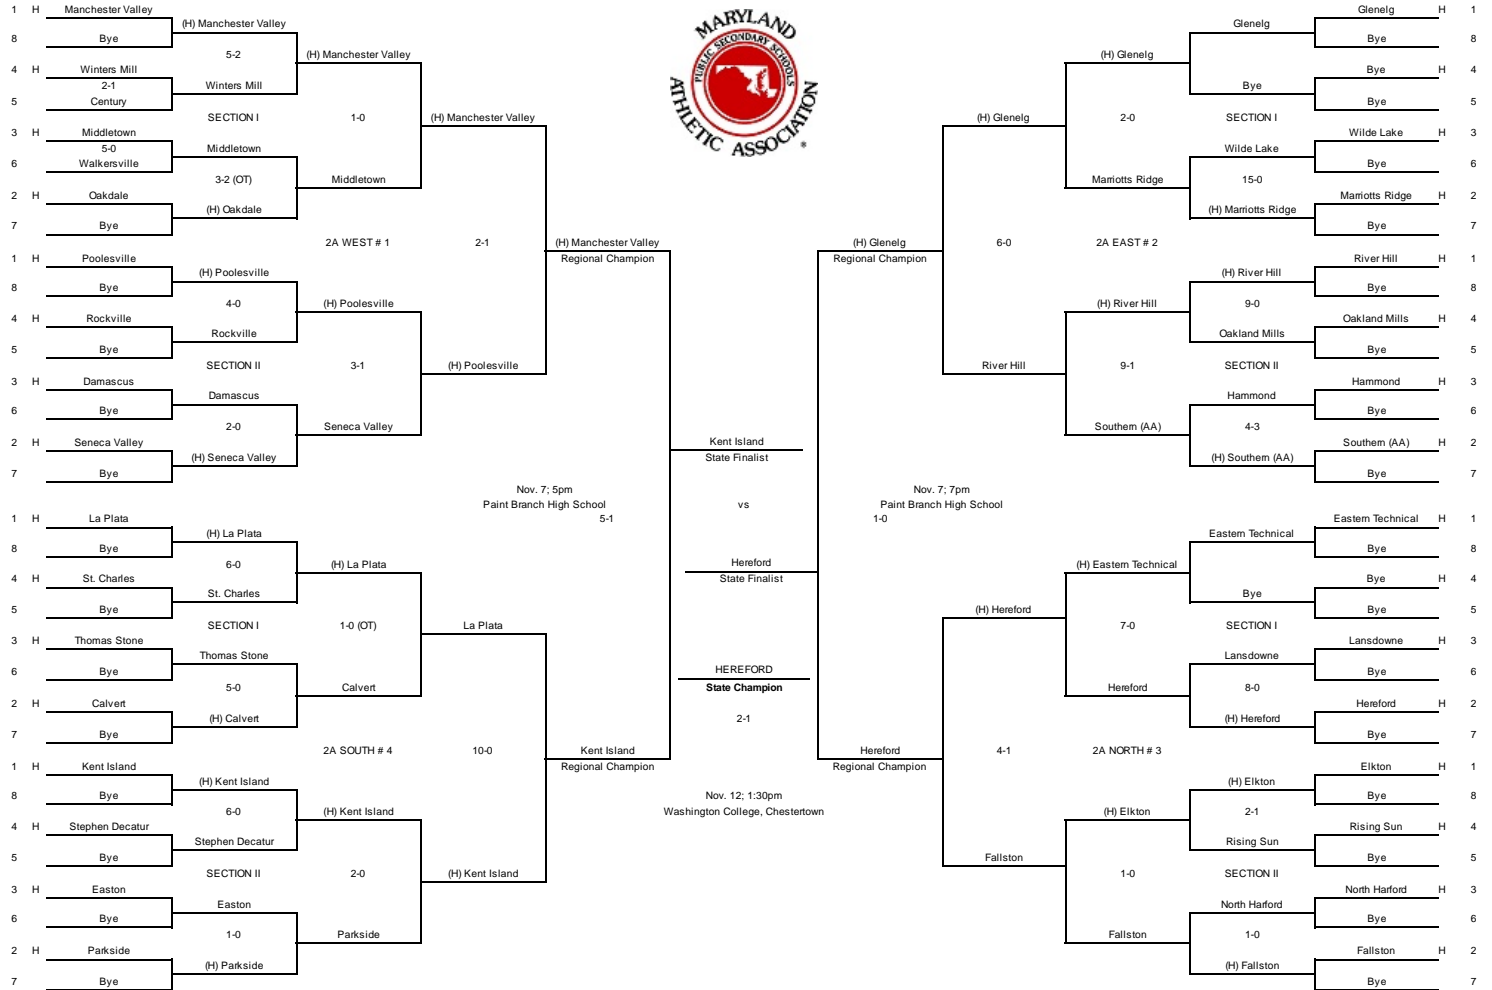 1 H Manchester Valley
(H) Manchester Valley
8 Bye
5-2
(H) Manchester Valley
4 H Winters Mill
2-1
Winters Mill
5 Century
SECTION I
1-0
(H) Manchester Valley
3 H Middletown
5-0
Middletown
6 Walkersville
3-2 (OT)
Middletown
2 H Oakdale
(H) Oakdale
7 Bye
2A WEST # 1
2-1
(H) Manchester Valley
Regional Champion
1 H Poolesville
(H) Poolesville
8 Bye
4-0
(H) Poolesville
4 H Rockville
Rockville
5 Bye
SECTION II
3-1
(H) Poolesville
3 H Damascus
Damascus
6 Bye
2-0
Seneca Valley
2 H Seneca Valley
(H) Seneca Valley
7 Bye
Nov. 7; 5pm
Paint Branch High School
5-1
1 H La Plata
(H) La Plata
8 Bye
6-0
(H) La Plata
4 H St. Charles
St. Charles
5 Bye
SECTION I
1-0 (OT)
La Plata
3 H Thomas Stone
Thomas Stone
6 Bye
5-0
Calvert
2 H Calvert
(H) Calvert
7 Bye
2A SOUTH # 4
10-0
Kent Island
Regional Champion
1 H Kent Island
(H) Kent Island
8 Bye
6-0
(H) Kent Island
4 H Stephen Decatur
Stephen Decatur
5 Bye
SECTION II
2-0
(H) Kent Island
3 H Easton
Easton
6 Bye
1-0
Parkside
2 H Parkside
(H) Parkside
7 Bye
MARYLAND
PUBLIC SECONDARY SCHOOLS
ATHLETIC ASSOCIATION
®
Kent Island
State Finalist
vs
Hereford
State Finalist
HEREFORD
State Champion
2-1
Nov. 12; 1:30pm
Washington College, Chestertown
Glenelg H 1
Glenelg
Bye 8
(H) Glenelg
Bye H 4
Bye
Bye 5
(H) Glenelg
2-0
SECTION I
Wilde Lake H 3
Wilde Lake
Bye 6
Marriotts Ridge
15-0
Marriotts Ridge H 2
(H) Marriotts Ridge
Bye 7
(H) Glenelg
Regional Champion
6-0
2A EAST # 2
River Hill H 1
(H) River Hill
Bye 8
(H) River Hill
9-0
Oakland Mills H 4
Oakland Mills
Bye 5
River Hill
9-1
SECTION II
Hammond H 3
Hammond
Bye 6
Southern (AA)
4-3
Southern (AA) H 2
(H) Southern (AA)
Bye 7
Nov. 7; 7pm
Paint Branch High School
1-0
Eastern Technical H 1
Eastern Technical
Bye 8
(H) Eastern Technical
Bye H 4
Bye
Bye 5
(H) Hereford
7-0
SECTION I
Lansdowne H 3
Lansdowne
Bye 6
Hereford
8-0
Hereford H 2
(H) Hereford
Bye 7
Hereford
Regional Champion
4-1
2A NORTH # 3
Elkton H 1
(H) Elkton
Bye 8
(H) Elkton
2-1
Rising Sun H 4
Rising Sun
Bye 5
Fallston
1-0
SECTION II
North Harford H 3
North Harford
Bye 6
Fallston
1-0
Fallston H 2
(H) Fallston
Bye 7